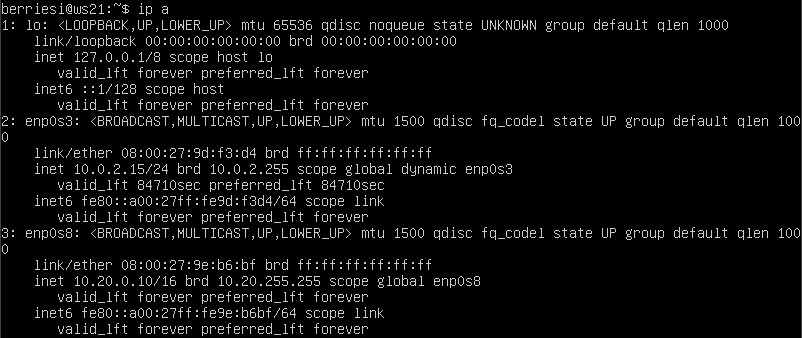 berriesi@ws21:~$ ip a
1: lo: <LOOPBACK,UP,LOWER_UP> mtu 65536 qdisc noqueue state UNKNOWN group default qlen 1000
    link/loopback 00:00:00:00:00:00 brd 00:00:00:00:00:00
    inet 127.0.0.1/8 scope host lo
       valid_lft forever preferred_lft forever
    inet6 ::1/128 scope host
       valid_lft forever preferred_lft forever
2: enp0s3: <BROADCAST,MULTICAST,UP,LOWER_UP> mtu 1500 qdisc fq_codel state UP group default qlen 100
0
    link/ether 08:00:27:9d:f3:d4 brd ff:ff:ff:ff:ff:ff
    inet 10.0.2.15/24 brd 10.0.2.255 scope global dynamic enp0s3
       valid_lft 84710sec preferred_lft 84710sec
    inet6 fe80::a00:27ff:fe9d:f3d4/64 scope link
       valid_lft forever preferred_lft forever
3: enp0s8: <BROADCAST,MULTICAST,UP,LOWER_UP> mtu 1500 qdisc fq_codel state UP group default qlen 100
0
    link/ether 08:00:27:9e:b6:bf brd ff:ff:ff:ff:ff:ff
    inet 10.20.0.10/16 brd 10.20.255.255 scope global enp0s8
       valid_lft forever preferred_lft forever
    inet6 fe80::a00:27ff:fe9e:b6bf/64 scope link
       valid_lft forever preferred_lft forever